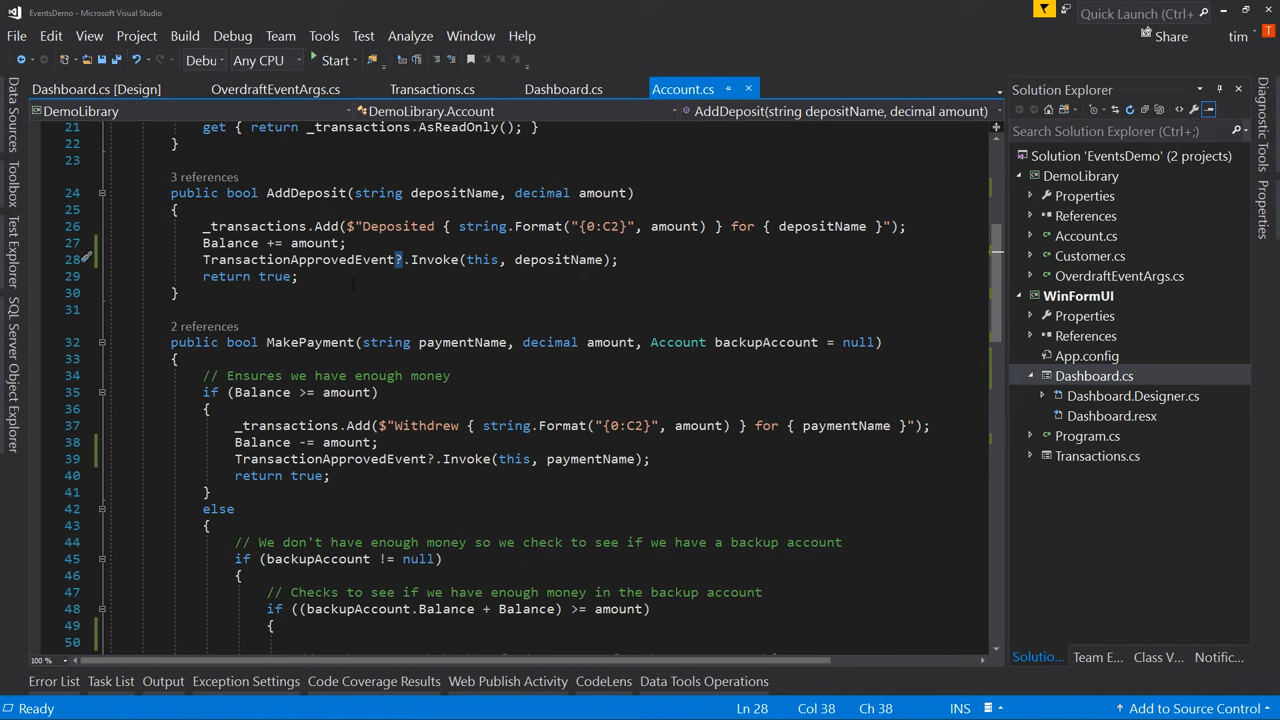 EventsDemo - Microsoft Visual Studio
Quick Launch (Ctrl+;)
File Edit View Project Build Debug Team Tools Test Analyze Window Help
Share tim T
Debu Any CPU Start
Dashboard.cs [Design] OverdraftEventArgs.cs Transactions.cs Dashboard.cs Account.cs
DemoLibrary DemoLibrary.Account AddDeposit(string depositName, decimal amount)
Data Sources
Toolbox
Test Explorer
SQL Server Object Explorer
21 get { return _transactions.AsReadOnly(); }
22 }
23
3 references
24 public bool AddDeposit(string depositName, decimal amount)
25 {
26 _transactions.Add($"Deposited { string.Format("{0:C2}", amount) } for { depositName }");
27 Balance += amount;
28 TransactionApprovedEvent?.Invoke(this, depositName);
29 return true;
30 }
31
2 references
32 public bool MakePayment(string paymentName, decimal amount, Account backupAccount = null)
33 {
34 // Ensures we have enough money
35 if (Balance >= amount)
36 {
37 _transactions.Add($"Withdrew { string.Format("{0:C2}", amount) } for { paymentName }");
38 Balance -= amount;
39 TransactionApprovedEvent?.Invoke(this, paymentName);
40 return true;
41 }
42 else
43 {
44 // We don't have enough money so we check to see if we have a backup account
45 if (backupAccount != null)
46 {
47 // Checks to see if we have enough money in the backup account
48 if ((backupAccount.Balance + Balance) >= amount)
49 {
50
100 %
Solution Explorer
Search Solution Explorer (Ctrl+;)
Solution 'EventsDemo' (2 projects)
DemoLibrary
Properties
References
Account.cs
Customer.cs
OverdraftEventArgs.cs
WinFormUI
Properties
References
App.config
Dashboard.cs
Dashboard.Designer.cs
Dashboard.resx
Program.cs
Transactions.cs
Solutio... Team E... Class V... Notific...
Diagnostic Tools
Properties
Error List Task List Output Exception Settings Code Coverage Results Web Publish Activity CodeLens Data Tools Operations
Ready Ln 28 Col 38 Ch 38 INS Add to Source Control